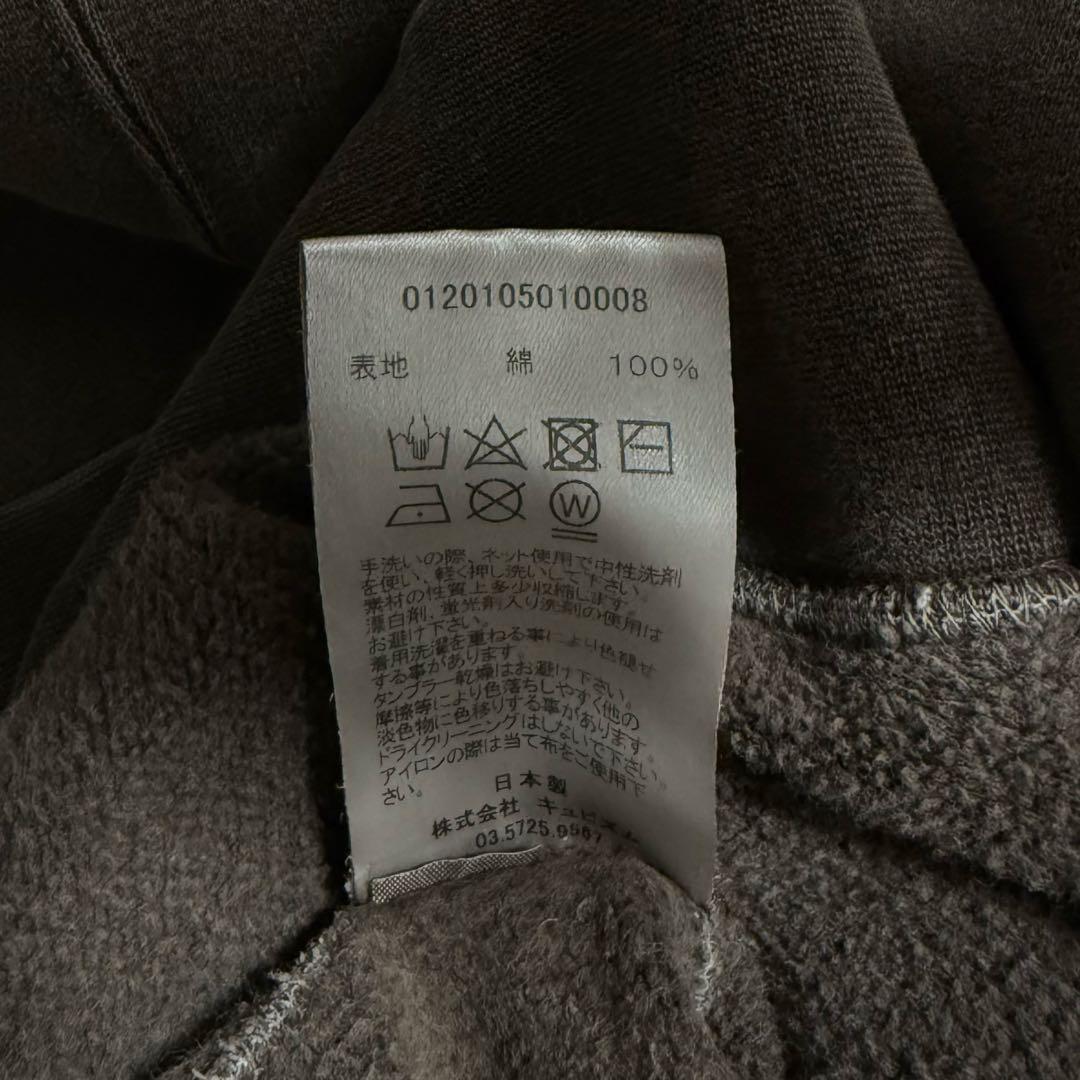 0120105010008
表地 綿 100%
W
手洗いの際、ネット使用で中性洗剤
を使い、軽く押し洗いして下さい。
素材の性質上多少収縮します。
漂白剤、蛍光剤入り洗剤の使用は
お避け下さい。
着用洗濯を重ねる事により色褪せ
する事があります。
タンブラー乾燥はお避け下さい。
摩擦等により色落ちしやすく他の
淡色物に色移りする事があります。
ドライクリーニングはしないで下さい。
アイロンの際は当て布をご使用下
さい。
日本製
株式会社 キュビズム
03.5725.9567